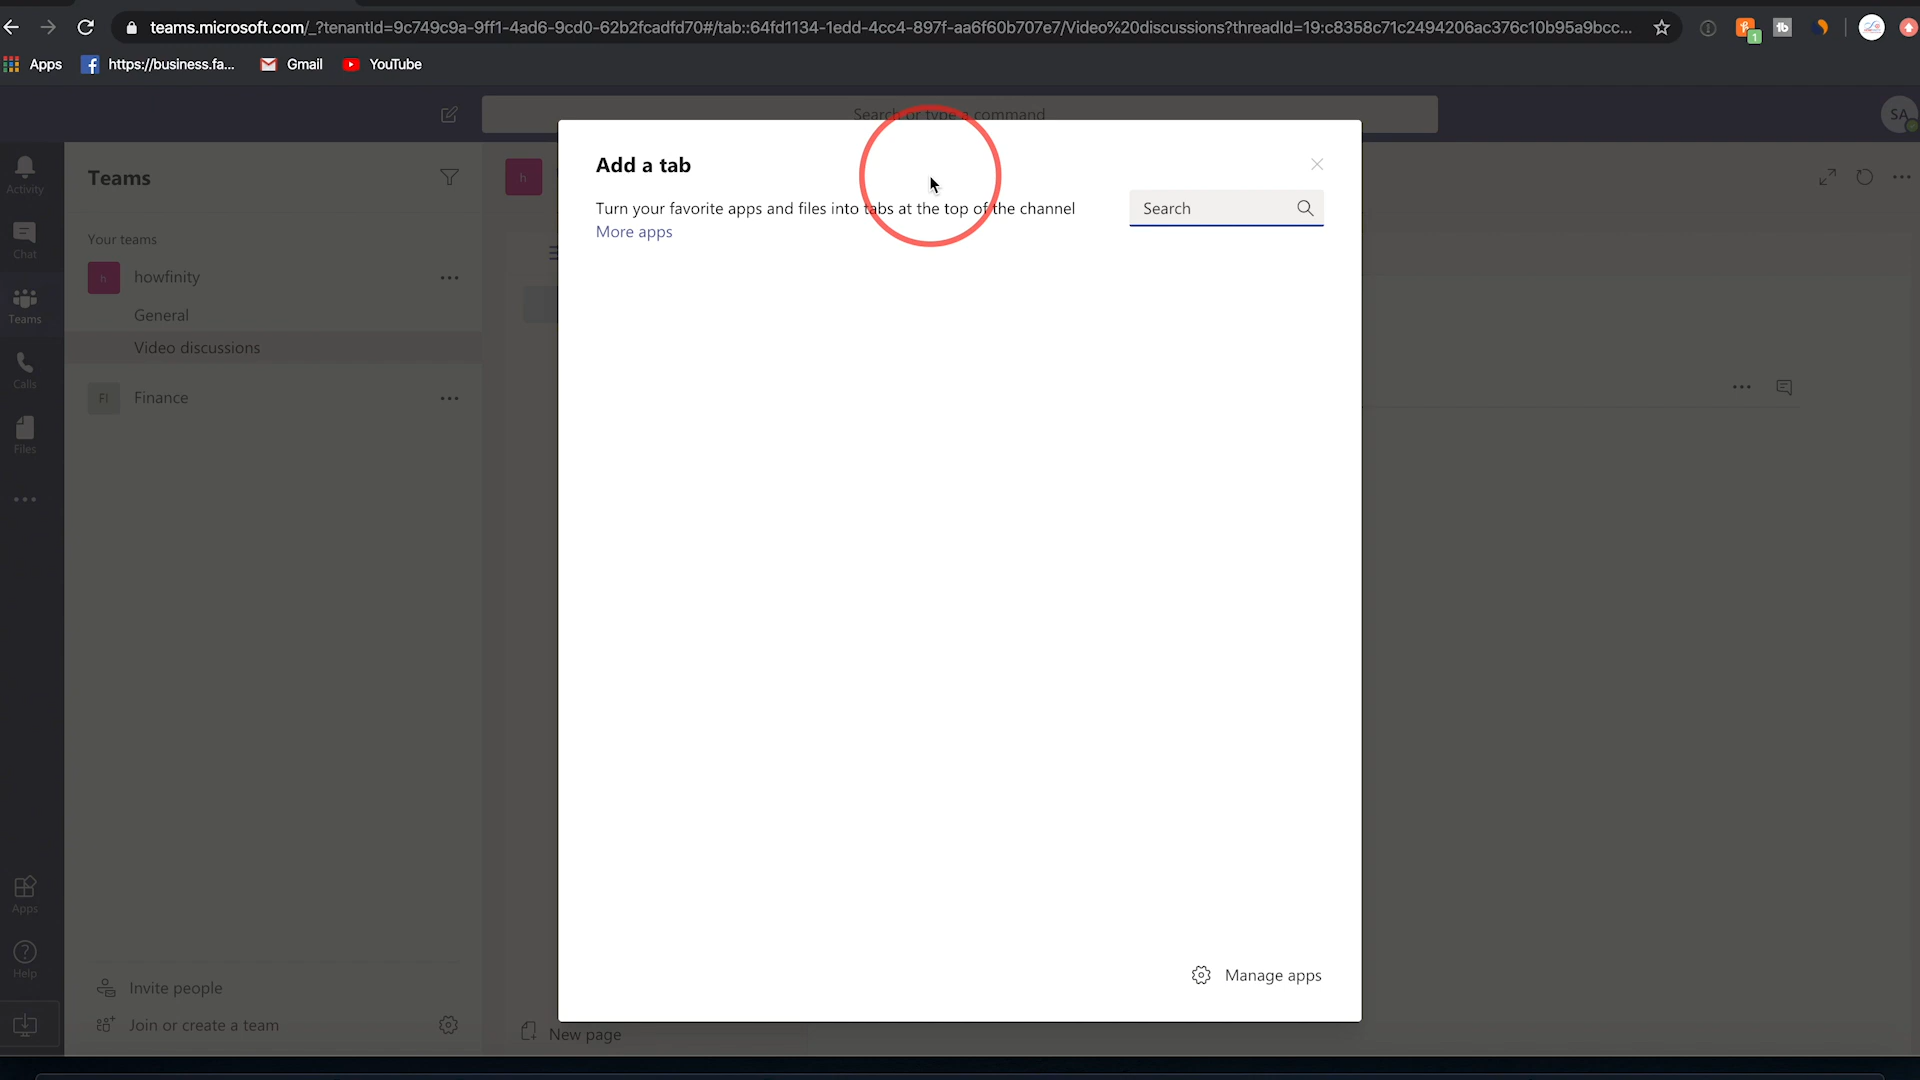 teams.microsoft.com/_?tenantId=9c749c9a-9ff1-4ad6-9cd0-62b2fcadfd70#/tab::64fd1134-1edd-4cc4-897f-aa6f60b707e7/Video%20discussions?threadId=19:c8358c71c2494206ac376c10b95a9bcc...
1
tb
Apps
https://business.fa...
Gmail
YouTube
Search or type a command
SA
Activity
Chat
Teams
Calls
Files
Apps
Help
Teams
Your teams
h howfinity
General
Video discussions
FI Finance
Invite people
Join or create a team
h
Add a tab
Turn your favorite apps and files into tabs at the top of the channel
More apps
Search
Manage apps
New page